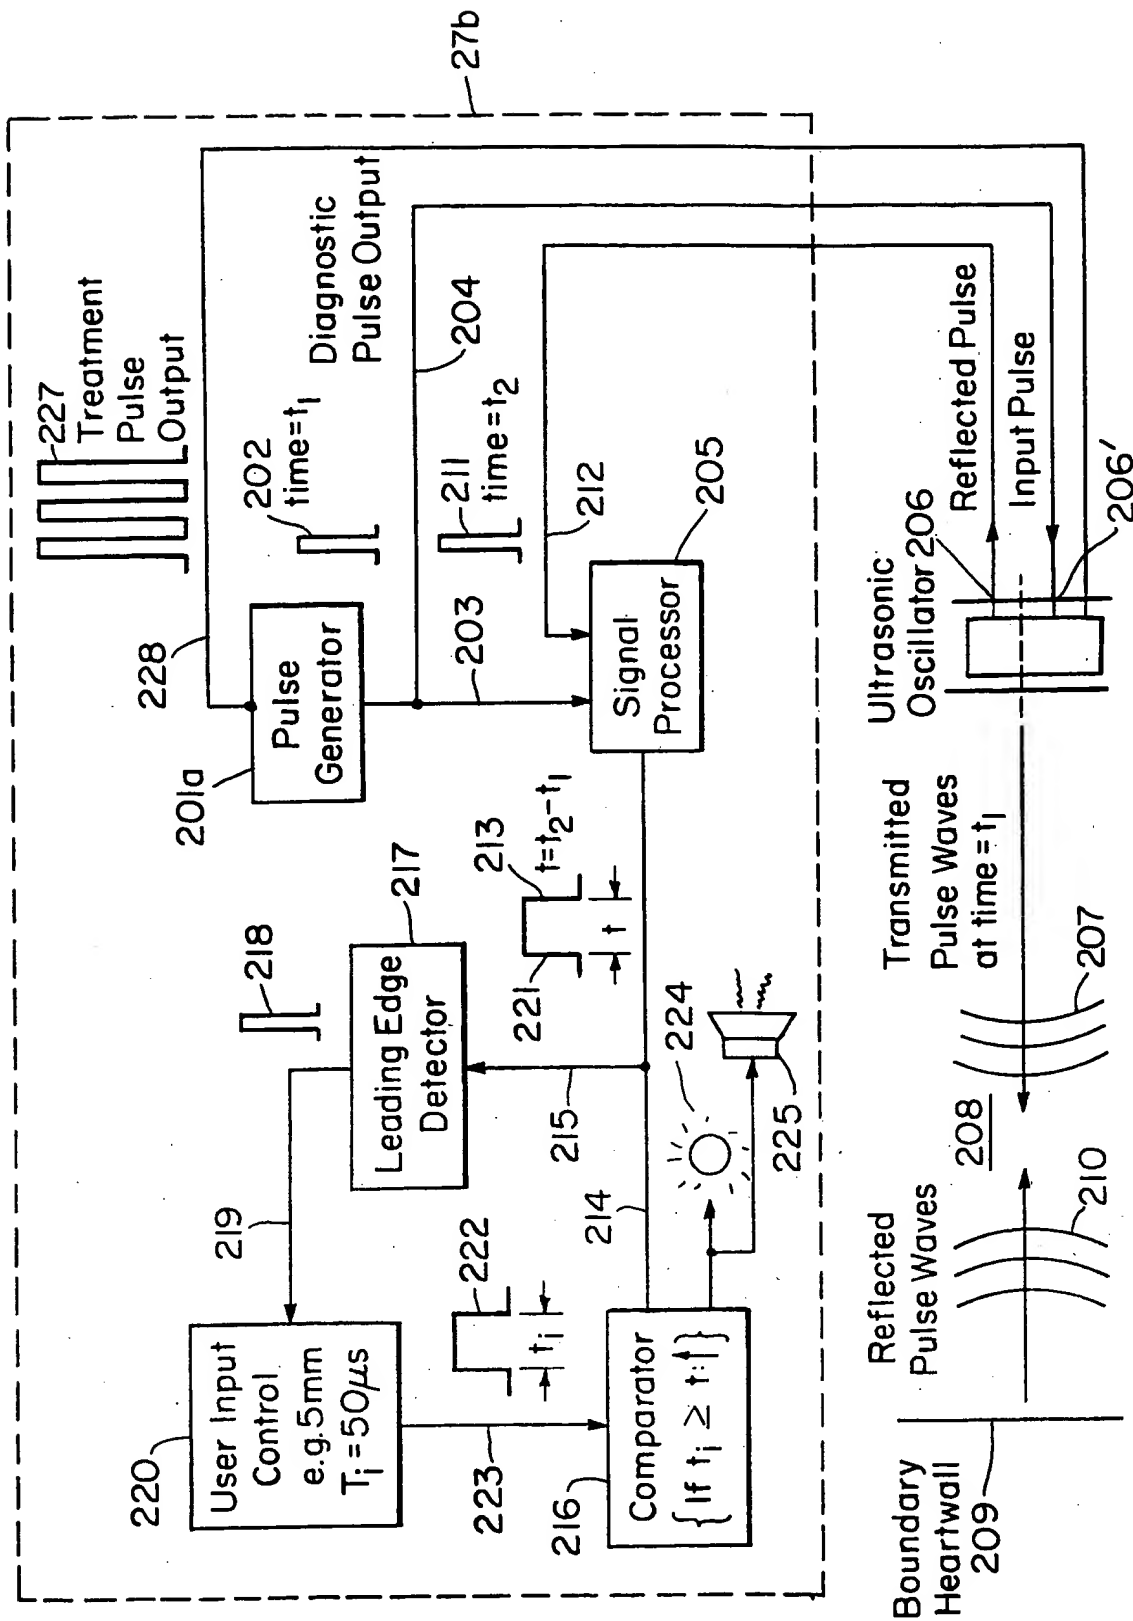 27b
227
Treatment
Pulse
Output
228
202
time=t1
Diagnostic
Pulse Output
204
211
time=t2
212
201a
Pulse
Generator
203
Signal
Processor
205
218
Leading Edge
Detector
217
213
t=t2-t1
221
t
215
219
220
User Input
Control
e.g.5mm
Ti=50μs
222
ti
223
214
224
225
216
Comparator
{If ti ≥ t:↑}
Ultrasonic
Oscillator 206
Reflected Pulse
Input Pulse
206'
Transmitted
Pulse Waves
at time=t1
207
208
Reflected
Pulse Waves
210
Boundary
Heartwall
209